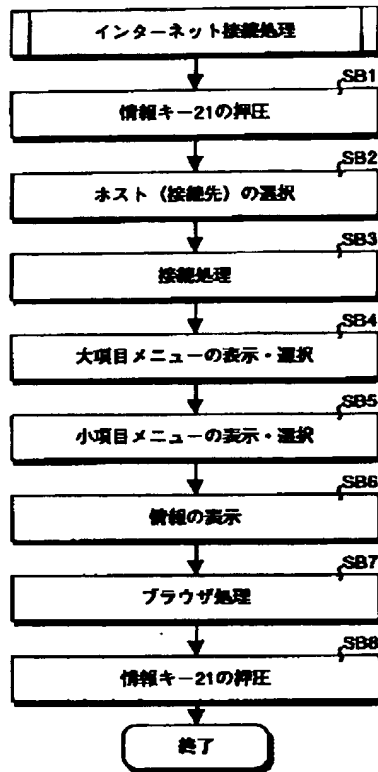 インターネット接続処理
SB1
情報キー21の押圧
SB2
ホスト（接続先）の選択
SB3
接続処理
SB4
大項目メニューの表示・選択
SB5
小項目メニューの表示・選択
SB6
情報の表示
SB7
ブラウザ処理
SB8
情報キー21の押圧
終了